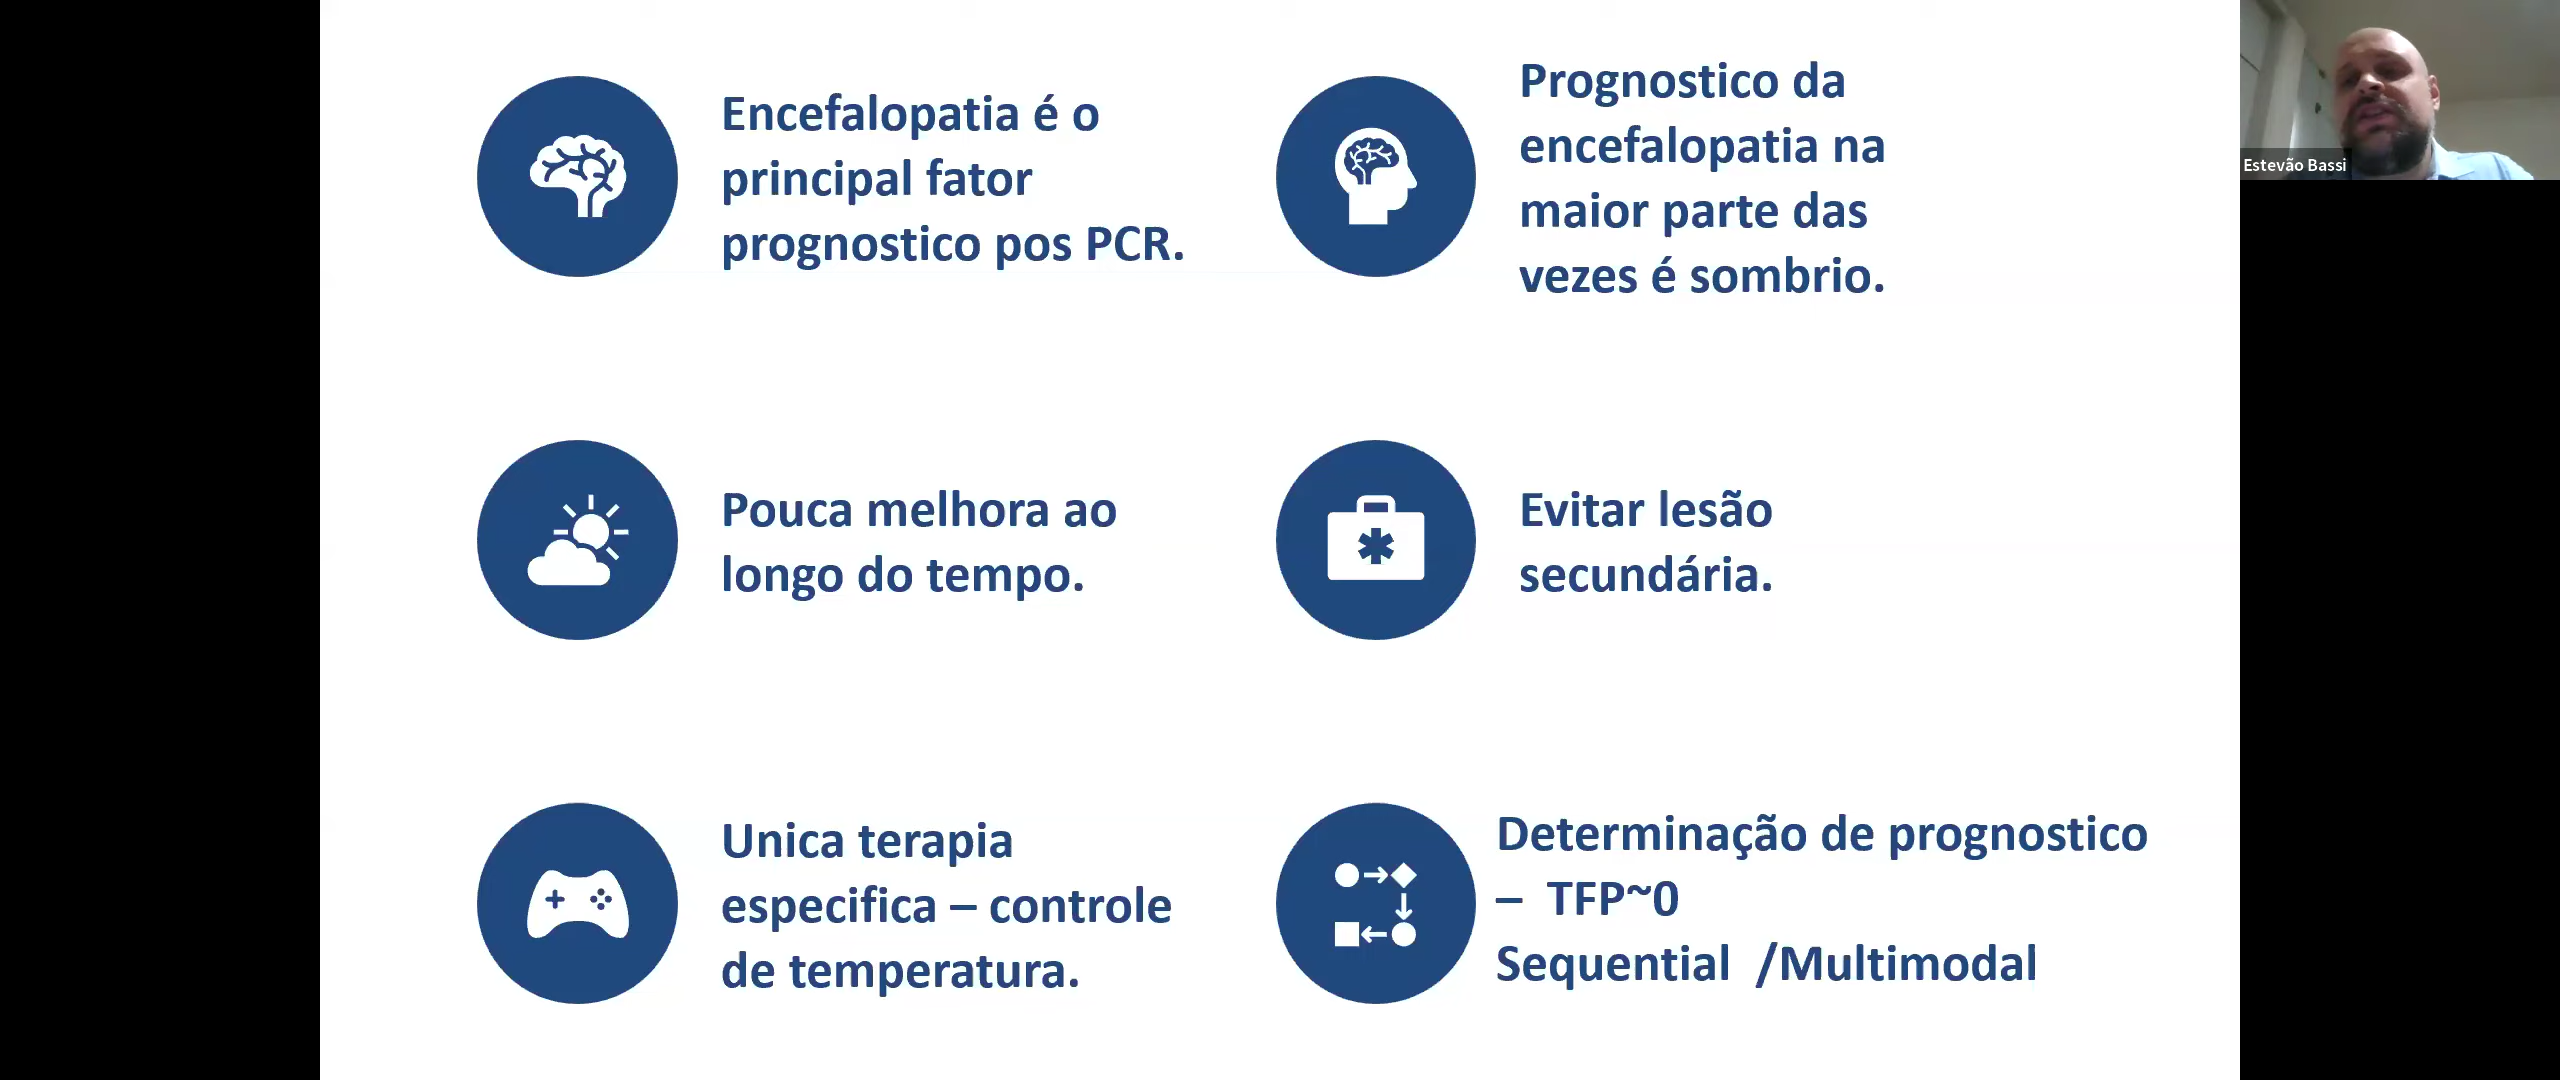 Encefalopatia é o
principal fator
prognostico pos PCR.
Prognostico da
encefalopatia na
maior parte das
vezes é sombrio.
Pouca melhora ao
longo do tempo.
Evitar lesão
secundária.
Unica terapia
especifica – controle
de temperatura.
Determinação de prognostico
– TFP~0
Sequential /Multimodal
Estevão Bassi